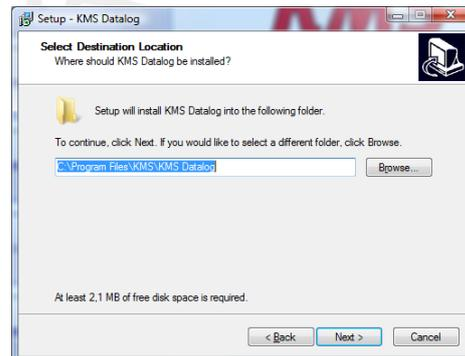 Setup - KMS Datalog
Select Destination Location
Where should KMS Datalog be installed?
Setup will install KMS Datalog into the following folder.
To continue, click Next. If you would like to select a different folder, click Browse.
C:\Program Files\KMS\KMS Datalog
Browse...
At least 2,1 MB of free disk space is required.
< Back
Next >
Cancel